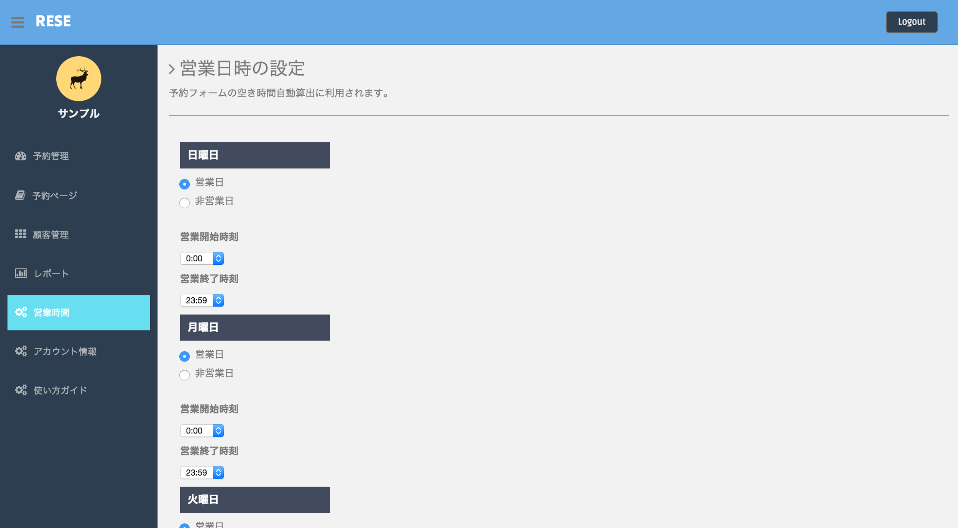 RESE
Logout
サンプル
予約管理
予約ページ
顧客管理
レポート
営業時間
アカウント情報
使い方ガイド
営業日時の設定
予約フォームの空き時間自動算出に利用されます。
日曜日
営業日
非営業日
営業開始時刻
0:00
営業終了時刻
23:59
月曜日
営業日
非営業日
営業開始時刻
0:00
営業終了時刻
23:59
火曜日
営業日